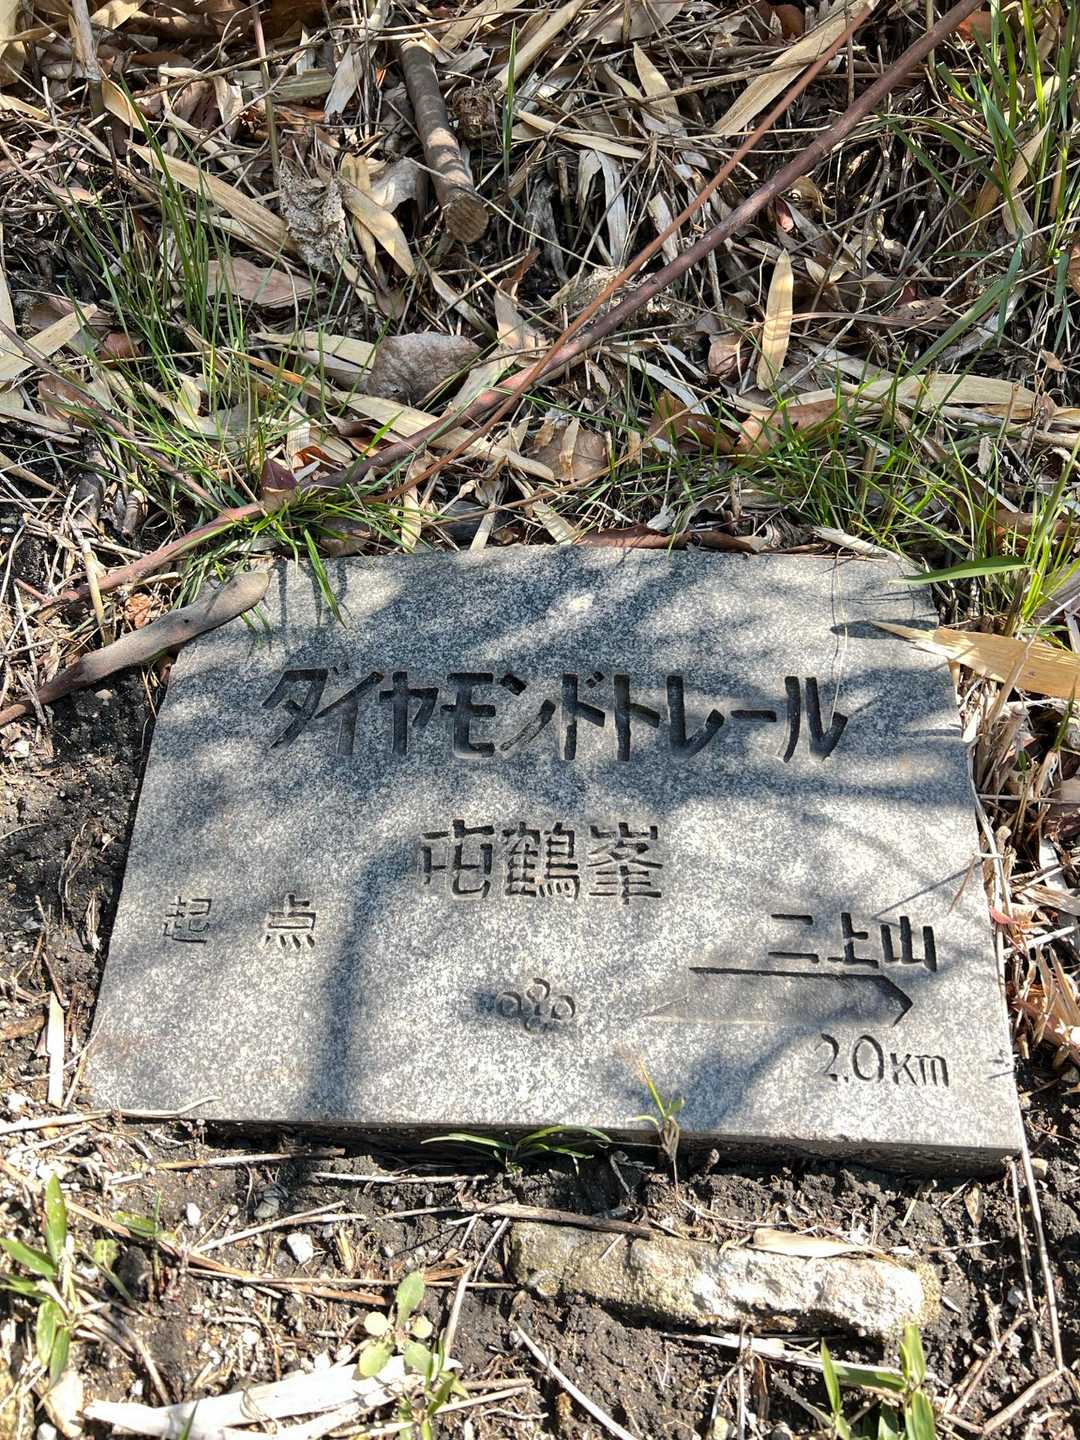 ダイヤモンドトレール
屯鶴峯
起点
二上山
2.0km